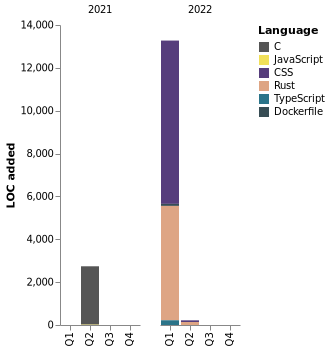 2021 2022
14,000
12,000
10,000
8,000
6,000
4,000
2,000
0
LOC added
Q1 Q2 Q3 Q4 Q1 Q2 Q3 Q4
Language
C
JavaScript
CSS
Rust
TypeScript
Dockerfile